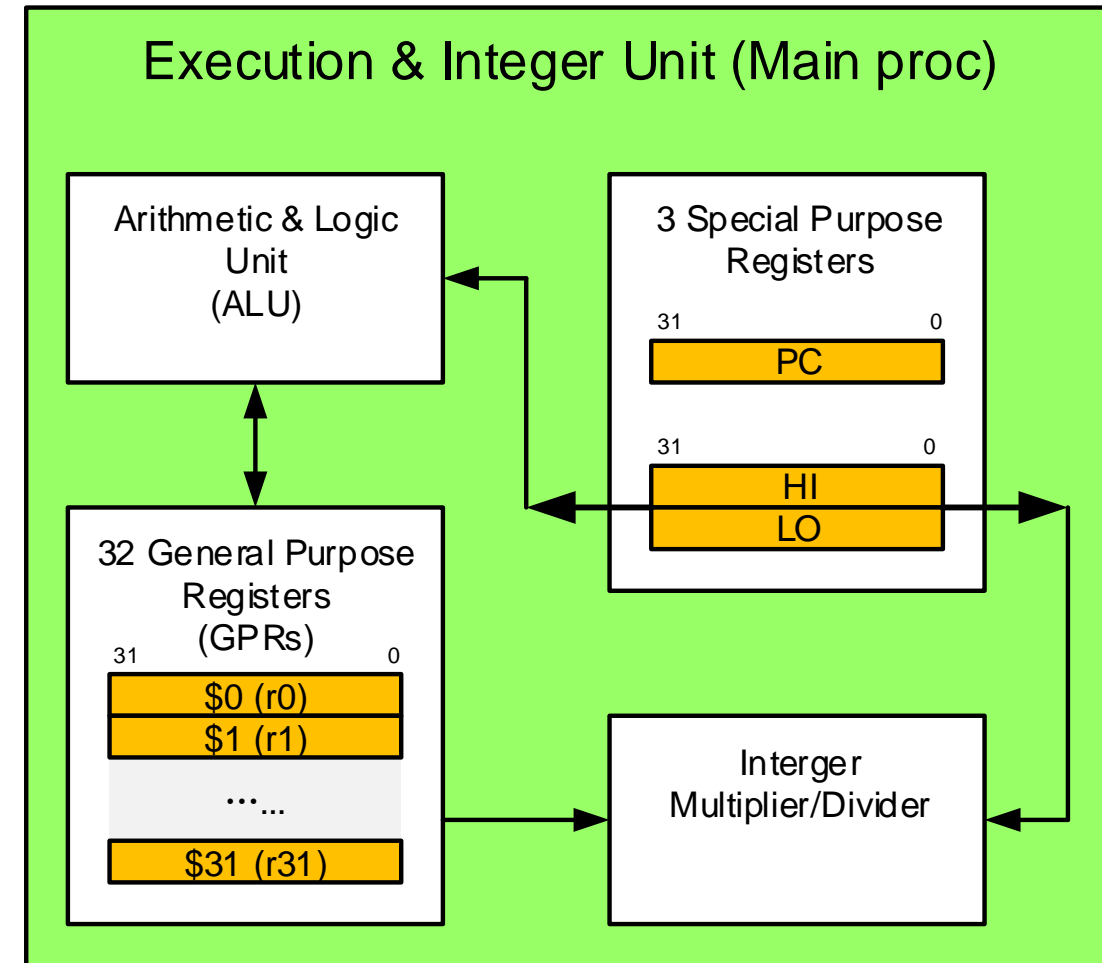 Execution & Integer Unit (Main proc)
Arithmetic & Logic
Unit
(ALU)
3 Special Purpose
Registers
31 0
PC
31 0
HI
LO
32 General Purpose
Registers
(GPRs)
31 0
$0 (r0)
$1 (r1)
......
$31 (r31)
Interger
Multiplier/Divider